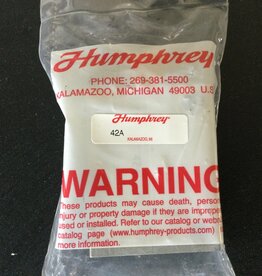 Humphrey
PHONE: 269-381-5500
KALAMAZOO, MICHIGAN 49003 U.S
Humphrey
42A
KALAMAZOO, MI
WARNING
These products may cause death, person
injury or property damage if they are imprope
used or installed. Refer to our catalog or webs
catalog page (www.humphrey-products.com) f
more information.